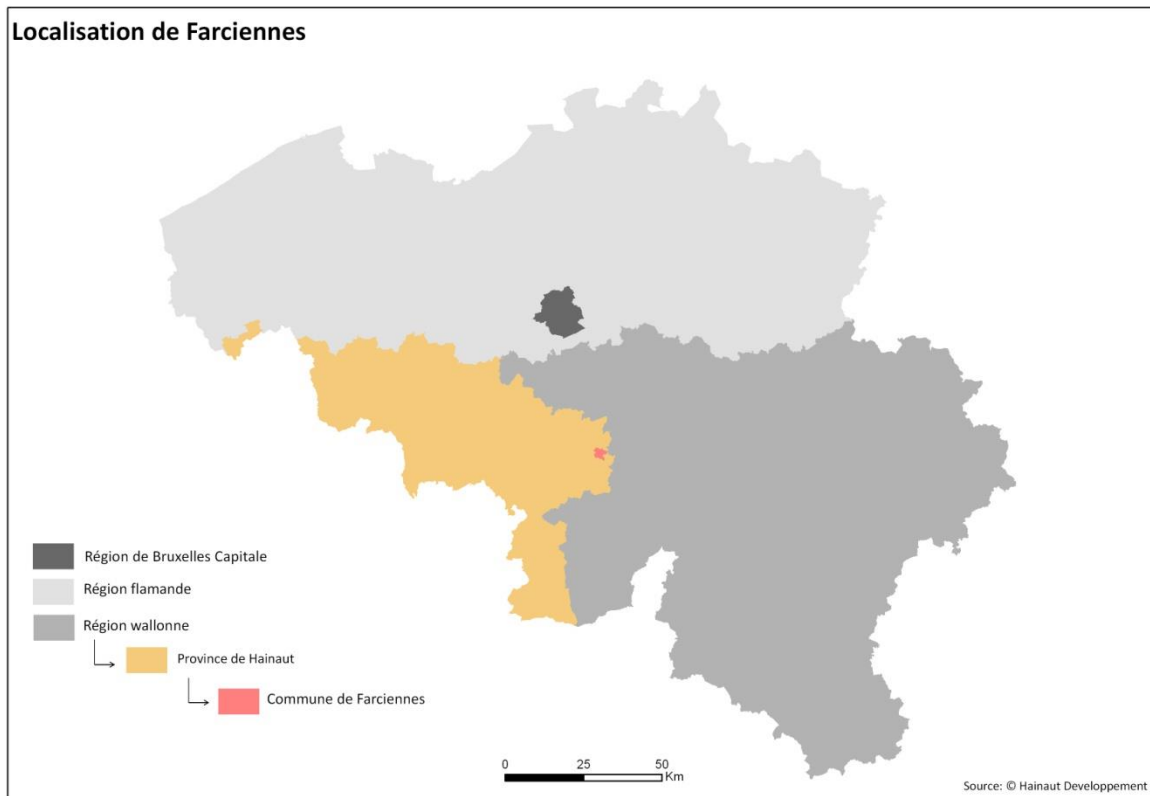 Localisation de Farciennes
Région de Bruxelles Capitale
Région flamande
Région wallonne
Province de Hainaut
Commune de Farciennes
0 25 50
Km
Source: © Hainaut Developpement